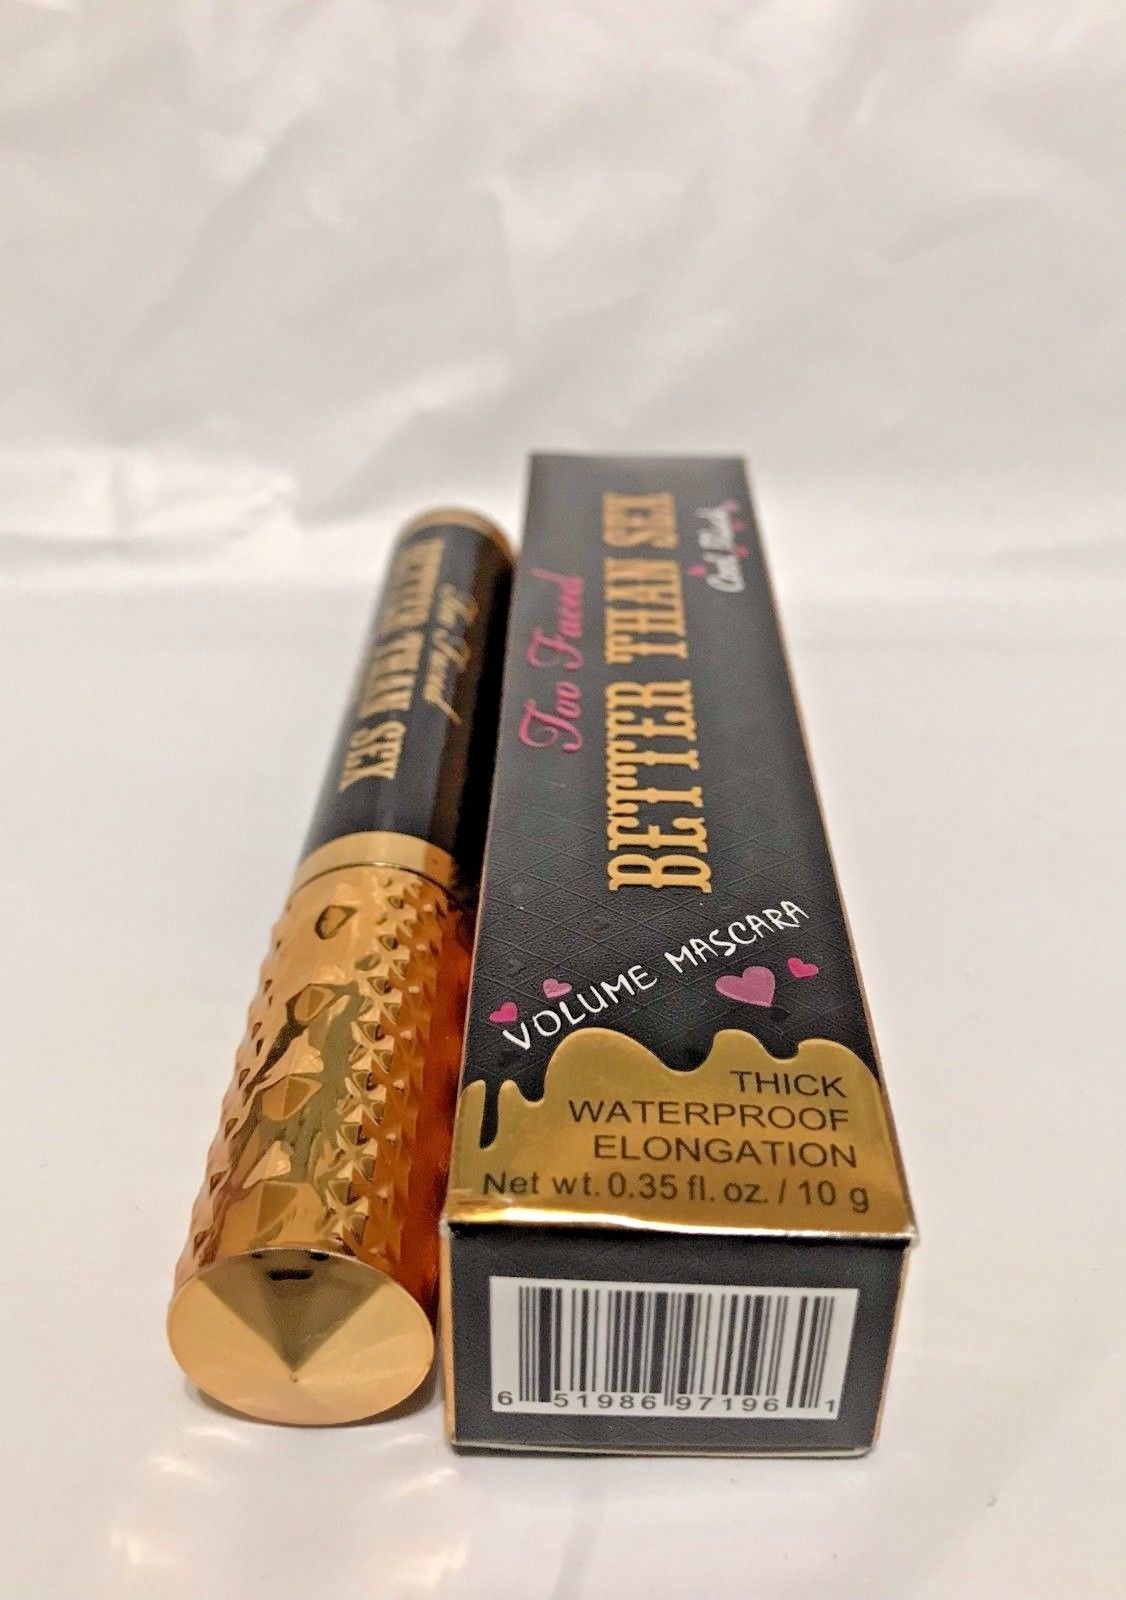 Too Faced
BETTER THAN SEX
Too Faced
BETTER THAN SEX
VOLUME MASCARA
THICK
WATERPROOF
ELONGATION
Net wt. 0.35 fl. oz. / 10 g
6 51986 97196 1